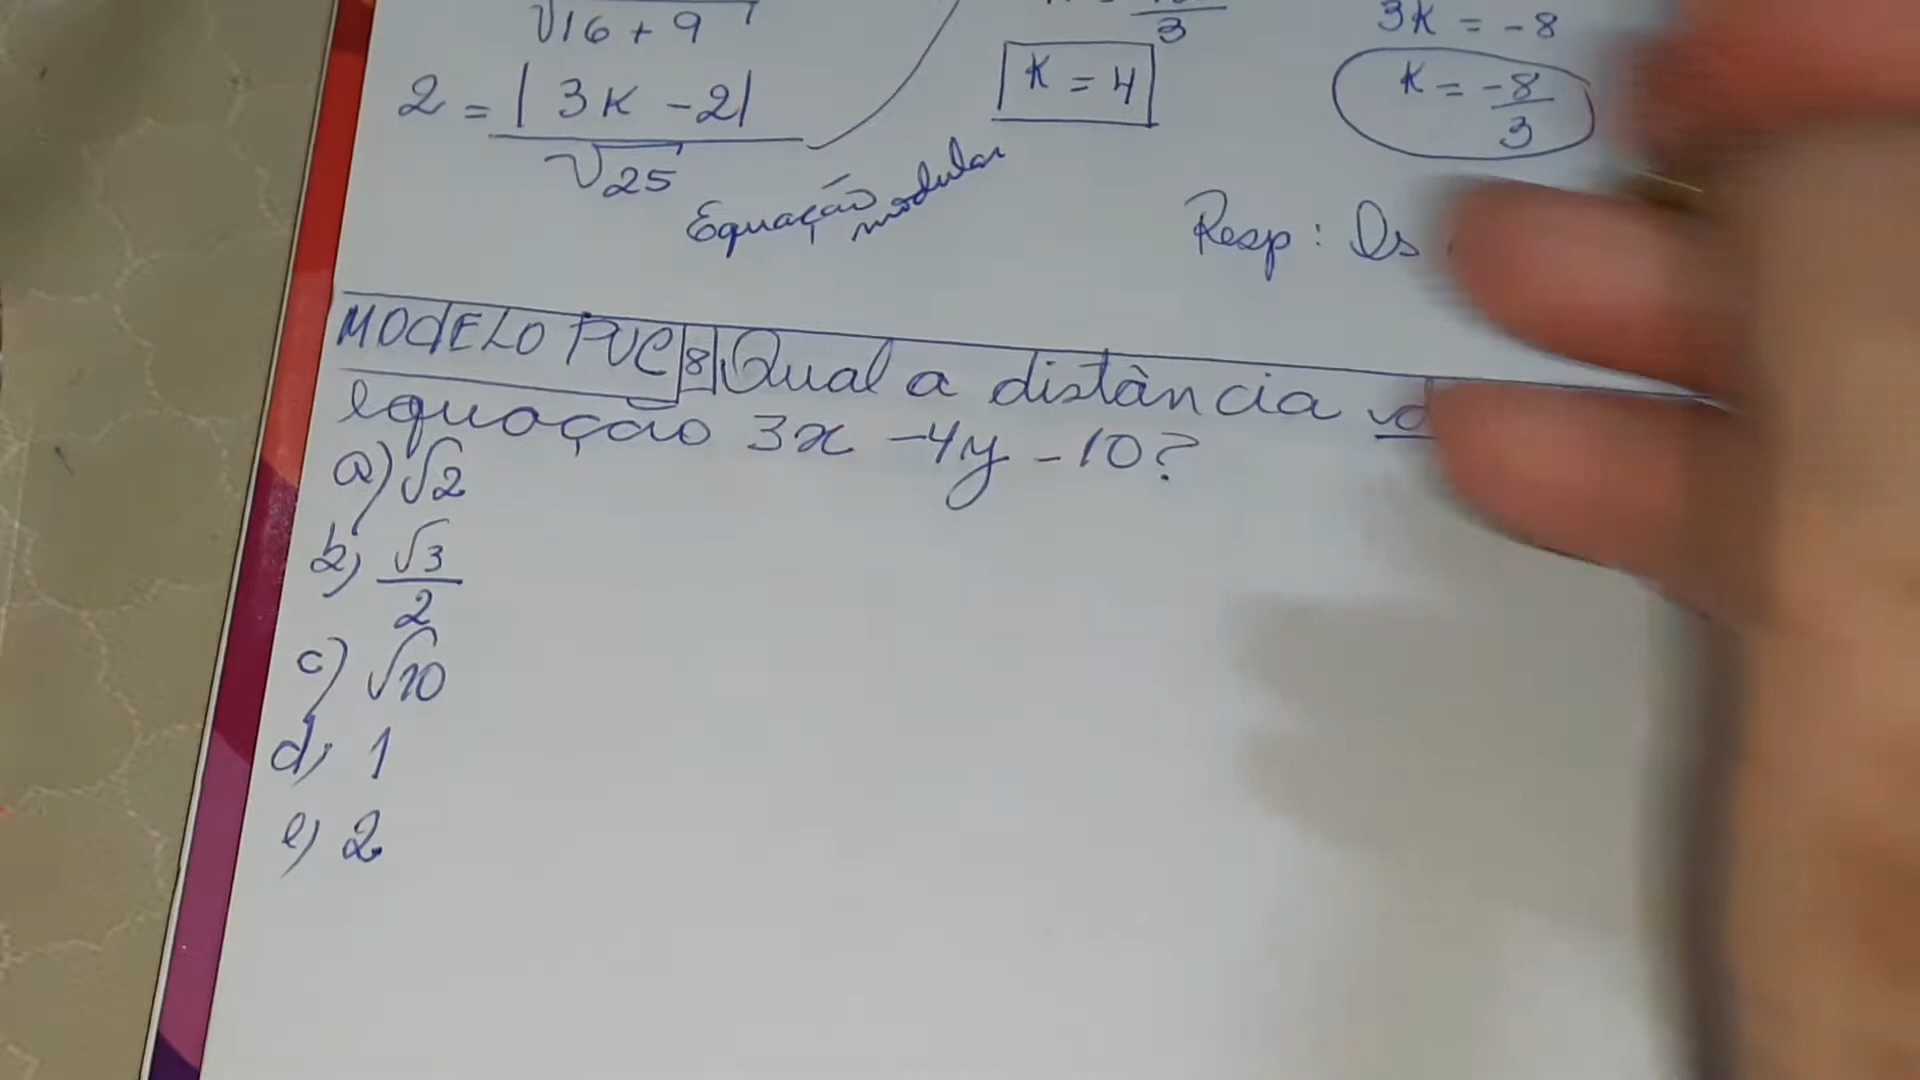 √16 + 9
3
3K = -8
2 = | 3K - 2|
√25
K = 4
K = -8
3
Equação modular
Resp: Os
MODELO PUC 8 Qual a distância
equação 3x - 4y - 10?
a) √2
b) √3
2
c) √10
d) 1
e) 2